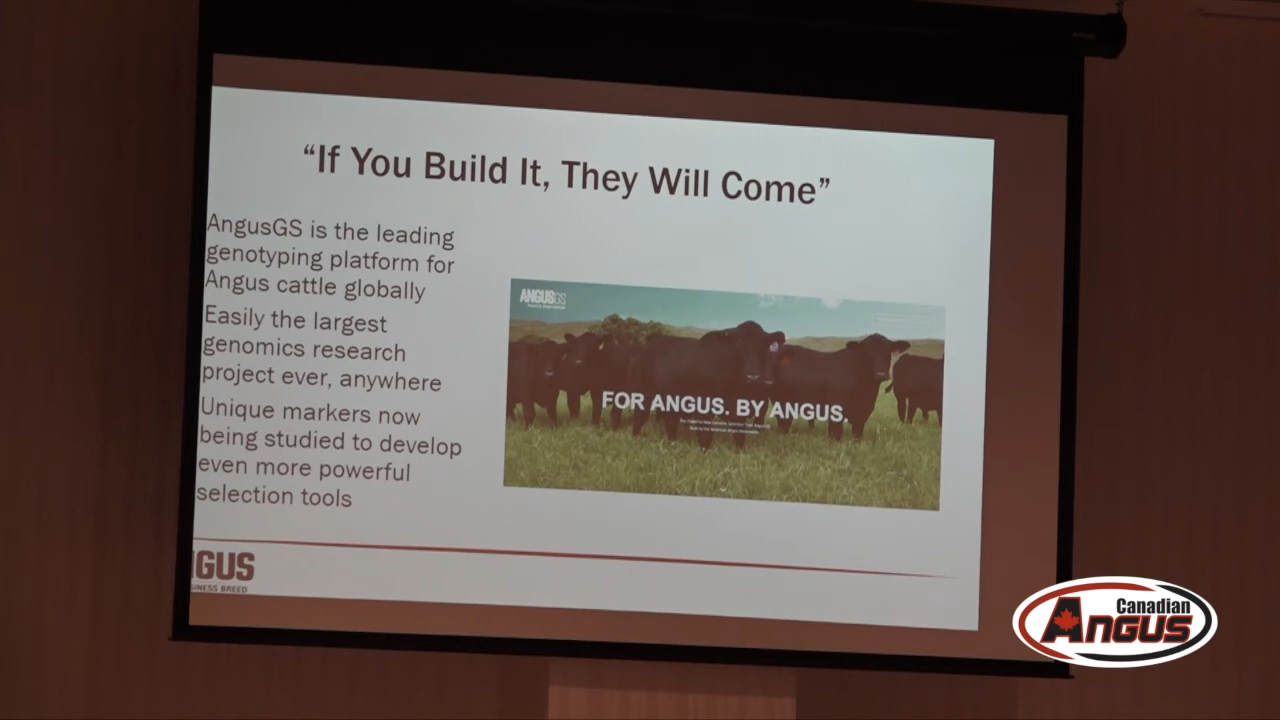 “If You Build It, They Will Come”
AngusGS is the leading
genotyping platform for
Angus cattle globally
Easily the largest
genomics research
project ever, anywhere
Unique markers now
being studied to develop
even more powerful
selection tools
ANGUSGS
FOR ANGUS. BY ANGUS.
GUS
INESS BREED
Canadian
ANGUS